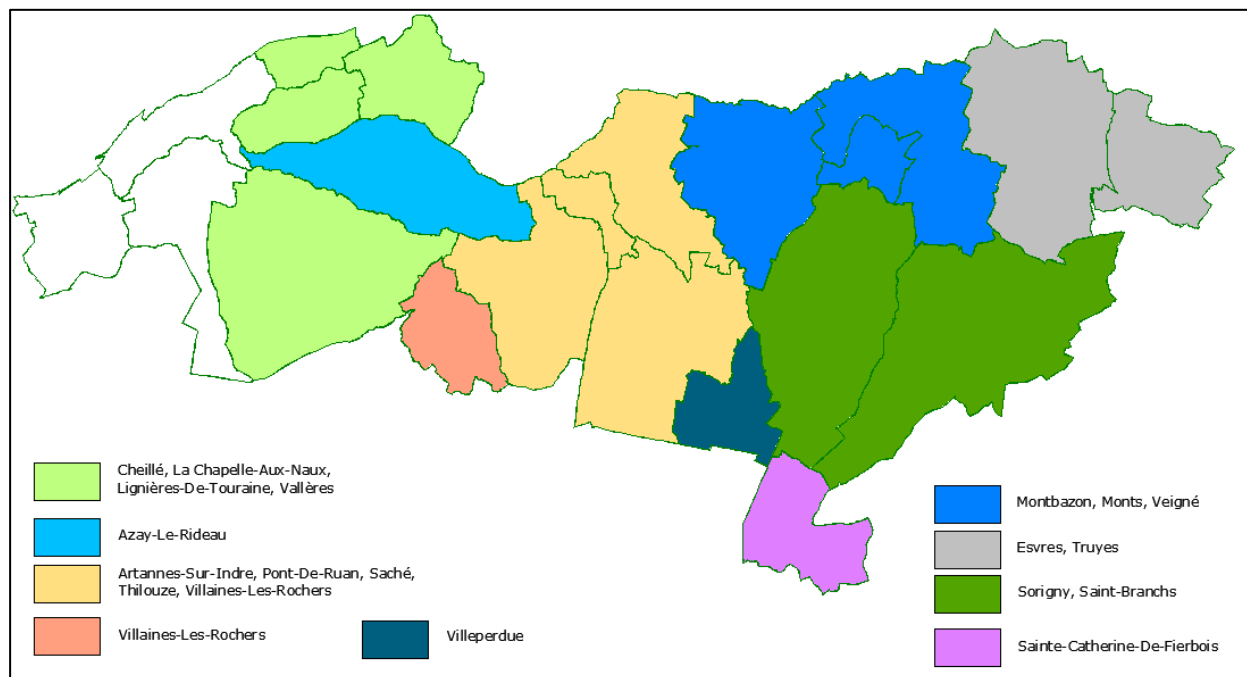 Cheillé, La Chapelle-Aux-Naux,
Lignières-De-Touraine, Vallères
Azay-Le-Rideau
Artannes-Sur-Indre, Pont-De-Ruan, Saché,
Thilouze, Villaines-Les-Rochers
Villaines-Les-Rochers
Villeperdue
Montbazon, Monts, Veigné
Esvres, Truyes
Sorigny, Saint-Branchs
Sainte-Catherine-De-Fierbois